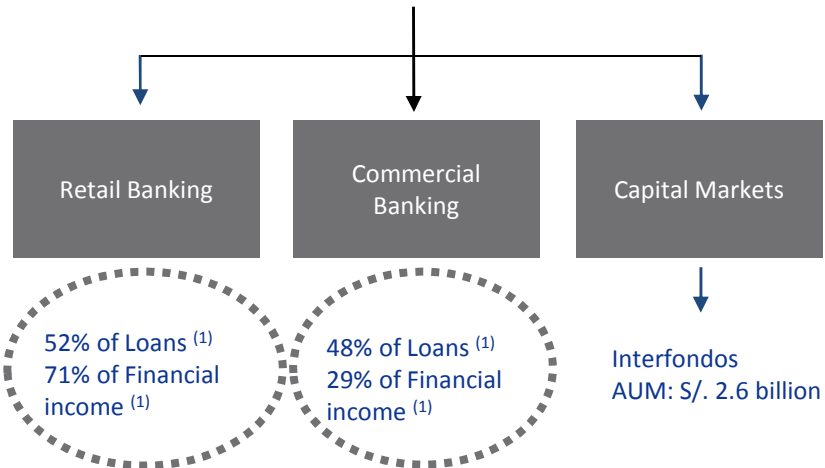 Retail Banking
Commercial
Banking
Capital Markets
52% of Loans (1)
71% of Financial
income (1)
48% of Loans (1)
29% of Financial
income (1)
Interfondos
AUM: S/. 2.6 billion